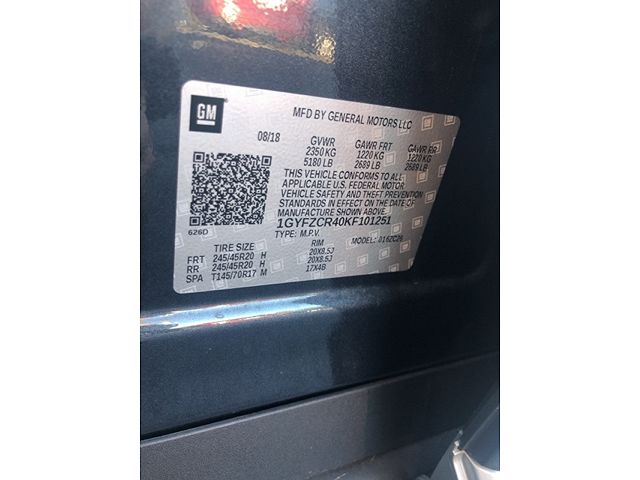 GM
MFD BY GENERAL MOTORS LLC
08/18 GVWR GAWR FRT GAWR RR
2350 KG 1220 KG 1220 KG
5180 LB 2689 LB 2689 LB
THIS VEHICLE CONFORMS TO ALL
APPLICABLE U.S. FEDERAL MOTOR
VEHICLE SAFETY AND THEFT PREVENTION
STANDARDS IN EFFECT ON THE DATE OF
MANUFACTURE SHOWN ABOVE.
1GYFZCR40KF101251
626D TYPE: M.P.V. MODEL: 016ZC26
TIRE SIZE RIM
FRT 245/45R20 H 20X8.5J
RR 245/45R20 H 20X8.5J
SPA T145/70R17 M 17X4B